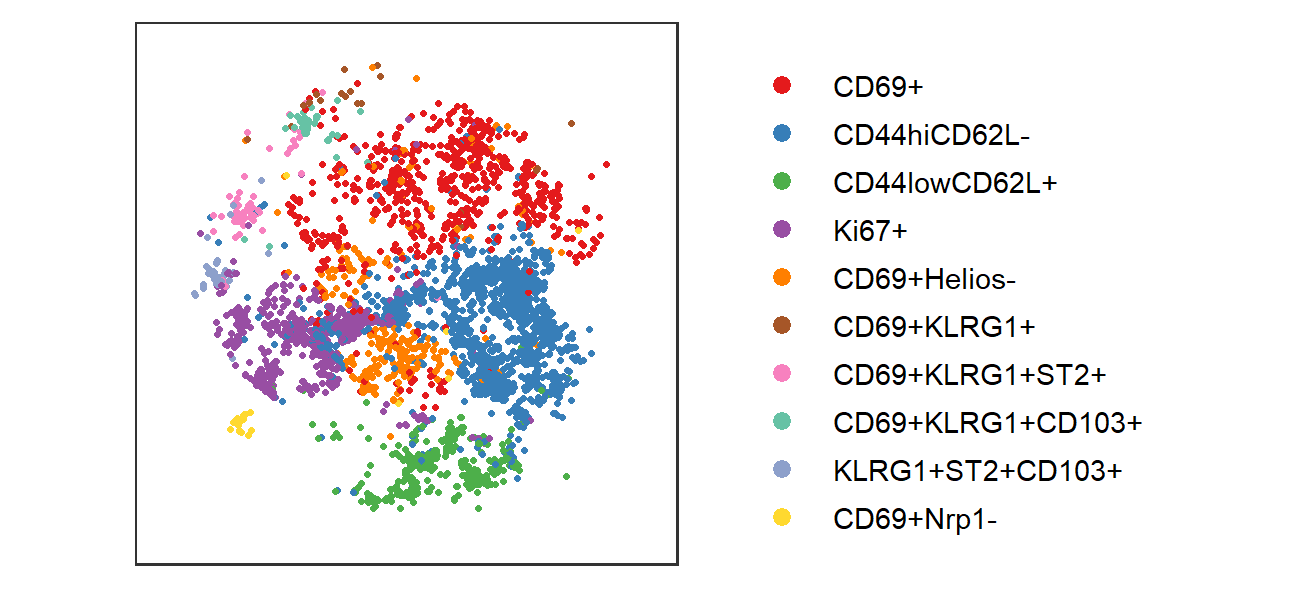 CD69+
CD44hiCD62L-
CD44lowCD62L+
Ki67+
CD69+Helios-
CD69+KLRG1+
CD69+KLRG1+ST2+
CD69+KLRG1+CD103+
KLRG1+ST2+CD103+
CD69+Nrp1-